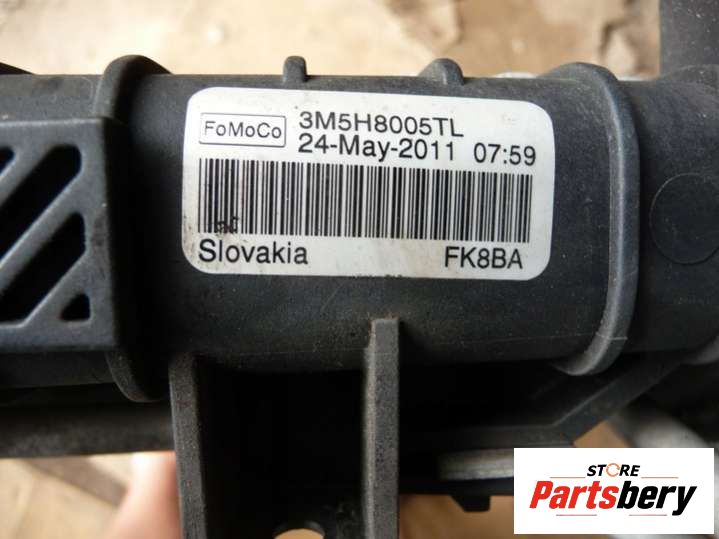 FoMoCo
3M5H8005TL
24-May-2011 07:59
Slovakia FK8BA
STORE
Partsbery